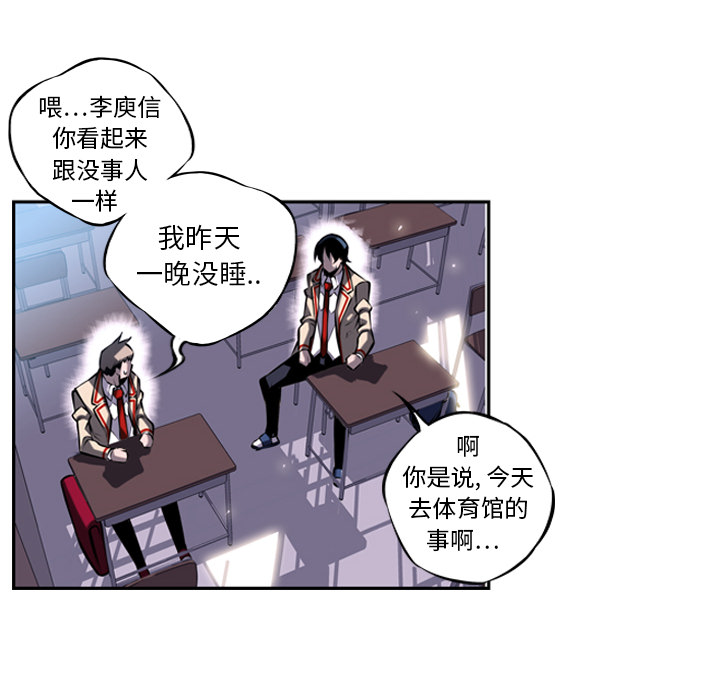 喂...李庾信
你看起来
跟没事人
一样
我昨天
一晚没睡..
啊
你是说, 今天
去体育馆的
事啊...